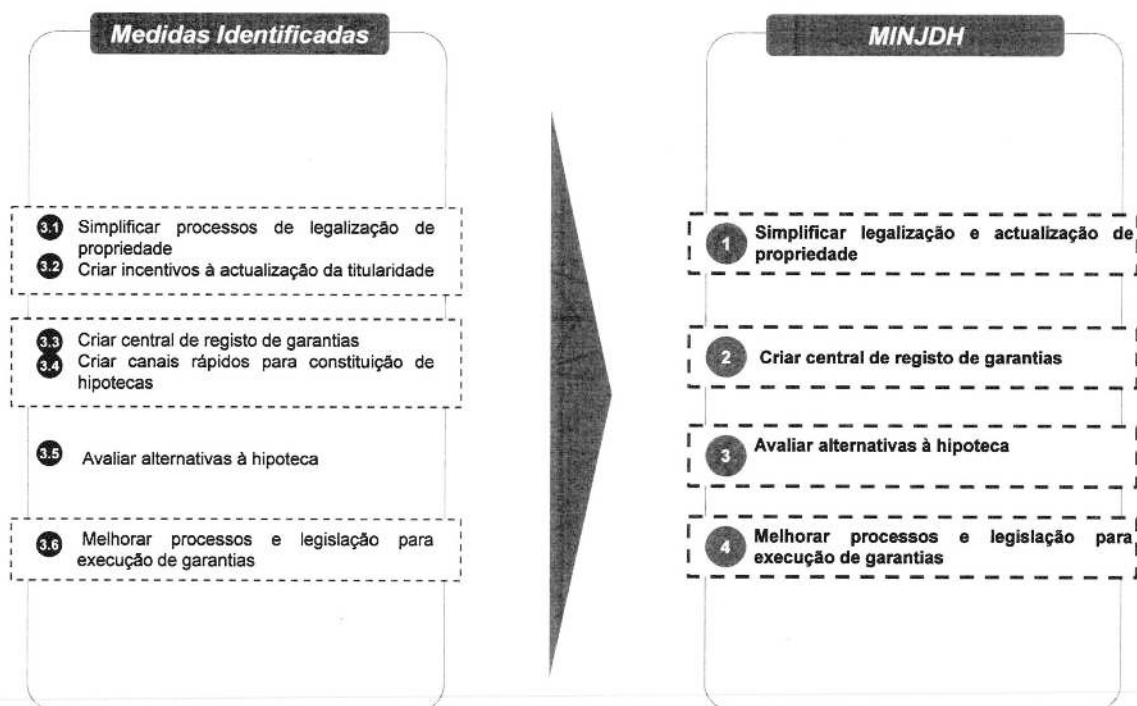 Medidas Identificadas
3.1 Simplificar processos de legalização de
propriedade
3.2 Criar incentivos à actualização da titularidade
3.3 Criar central de registo de garantias
3.4 Criar canais rápidos para constituição de
hipotecas
3.5 Avaliar alternativas à hipoteca
3.6 Melhorar processos e legislação para
execução de garantias
MINJDH
1 Simplificar legalização e actualização de
propriedade
2 Criar central de registo de garantias
3 Avaliar alternativas à hipoteca
4 Melhorar processos e legislação para
execução de garantias